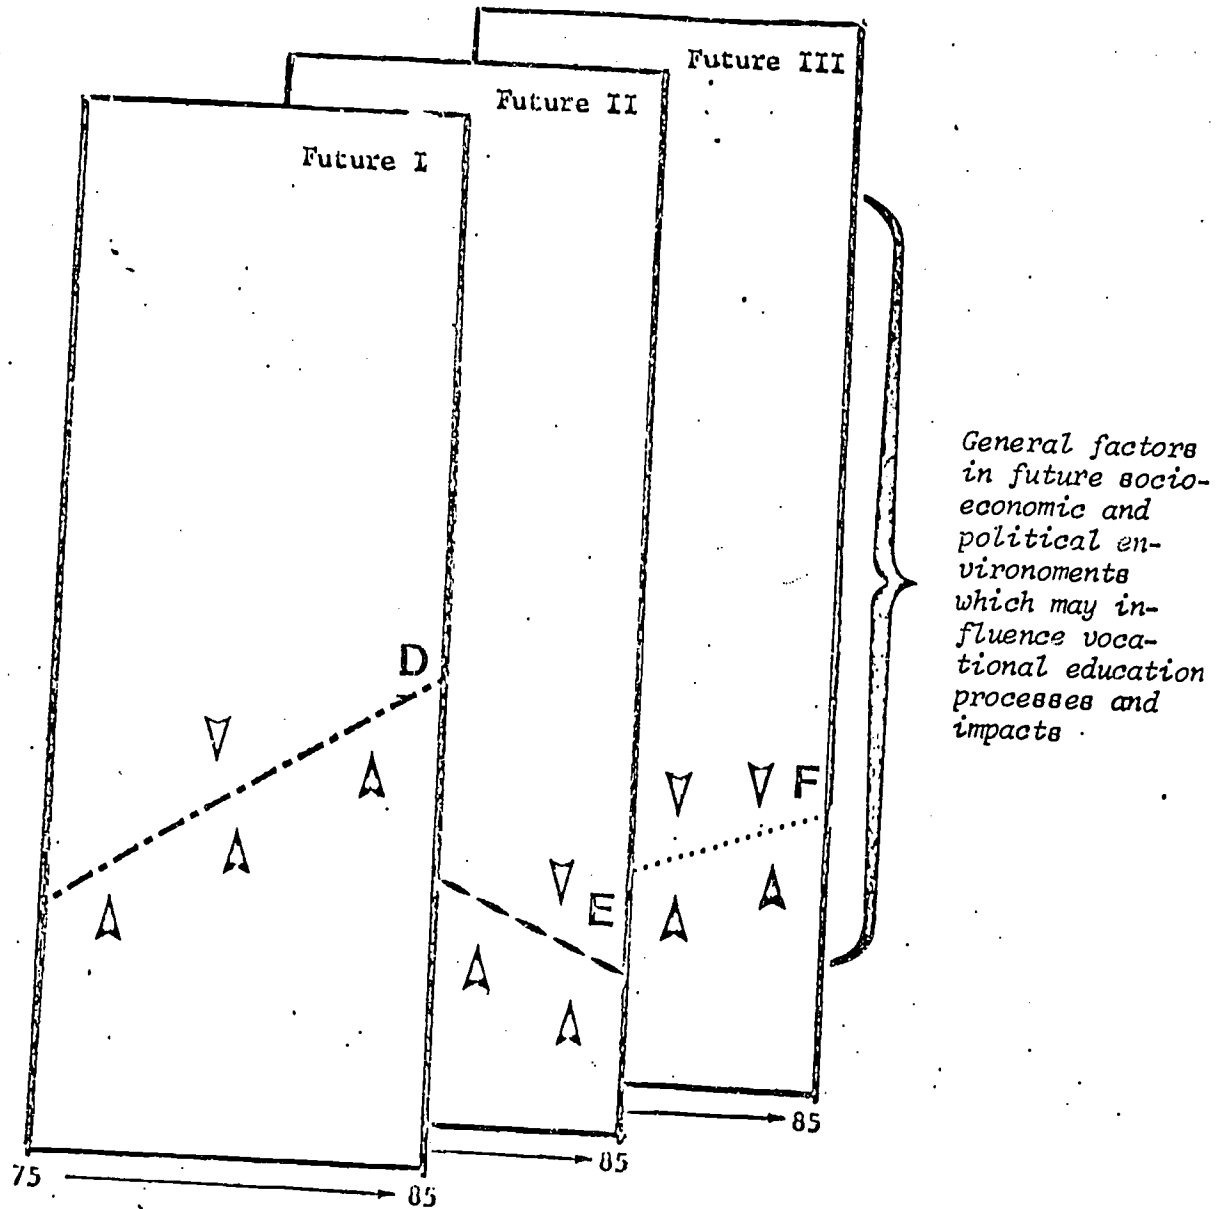 Future III
Future II
Future I
General factors
in future socio-
economic and
political en-
vironoments
which may in-
fluence voca-
tional education
processes and
impacts
D
E
F
75
85
85
85